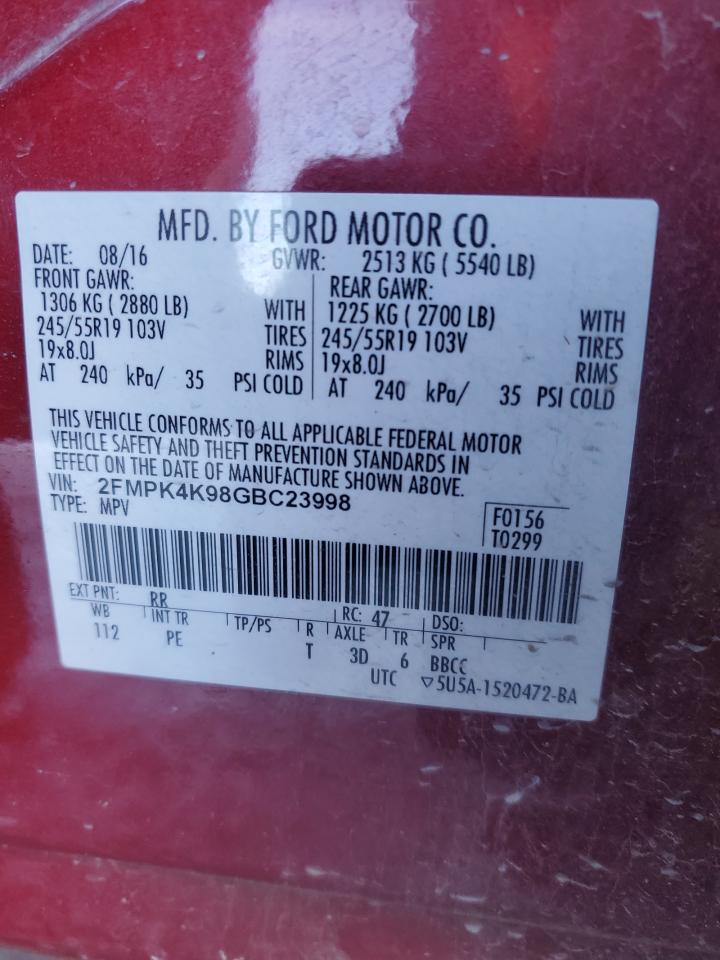 MFD. BY FORD MOTOR CO.
DATE: 08/16 GVWR: 2513 KG ( 5540 LB)
FRONT GAWR: REAR GAWR:
1306 KG ( 2880 LB) WITH 1225 KG ( 2700 LB) WITH
245/55R19 103V TIRES 245/55R19 103V TIRES
19x8.0J RIMS 19x8.0J RIMS
AT 240 kPa/ 35 PSI COLD AT 240 kPa/ 35 PSI COLD
THIS VEHICLE CONFORMS TO ALL APPLICABLE FEDERAL MOTOR
VEHICLE SAFETY AND THEFT PREVENTION STANDARDS IN
EFFECT ON THE DATE OF MANUFACTURE SHOWN ABOVE.
VIN: 2FMPK4K98GBC23998
TYPE: MPV F0156
T0299
EXT PNT: RR RC: 47 DSO:
WB INT TR TP/PS R AXLE TR SPR
112 PE T 3D 6 BBCC
UTC ▽5U5A-1520472-BA